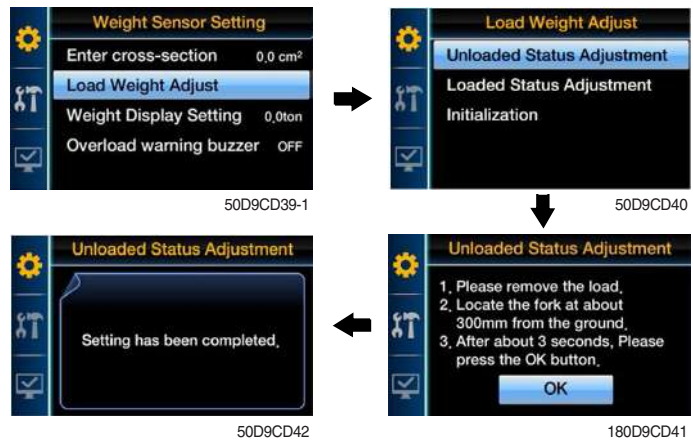 Weight Sensor Setting
Enter cross-section 0,0 cm²
Load Weight Adjust
Weight Display Setting 0,0ton
Overload warning buzzer OFF
50D9CD39-1
Load Weight Adjust
Unloaded Status Adjustment
Loaded Status Adjustment
Initialization
50D9CD40
Unloaded Status Adjustment
1, Please remove the load,
2, Locate the fork at about
300mm from the ground,
3, After about 3 seconds, Please
press the OK button,
OK
180D9CD41
Unloaded Status Adjustment
Setting has been completed,
50D9CD42